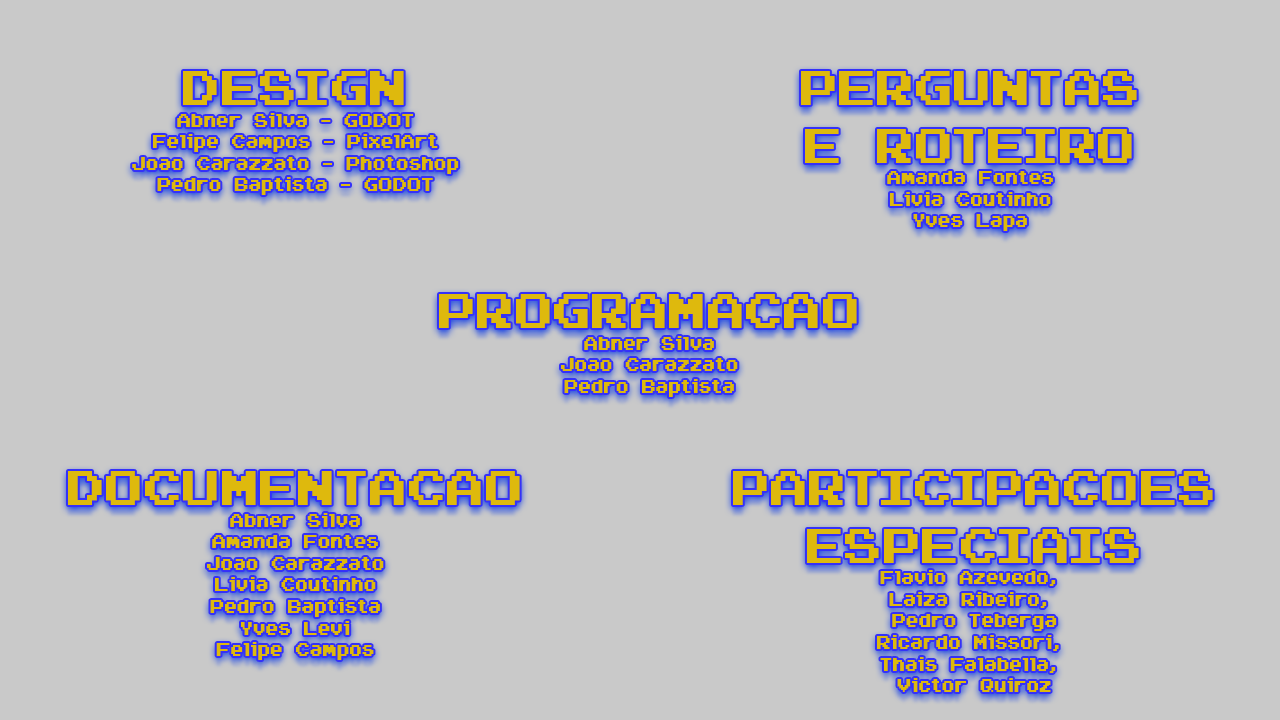 DESIGN
Abner Silva - GODOT
Felipe Campos - PixelArt
Joao Carazzato - Photoshop
Pedro Baptista - GODOT
PERGUNTAS
E ROTEIRO
Amanda Fontes
Livia Coutinho
Yves Lapa
PROGRAMACAO
Abner Silva
Joao Carazzato
Pedro Baptista
DOCUMENTACAO
Abner Silva
Amanda Fontes
Joao Carazzato
Livia Coutinho
Pedro Baptista
Yves Levi
Felipe Campos
PARTICIPACOES
ESPECIAIS
Flavio Azevedo,
Laiza Ribeiro,
Pedro Teberga
Ricardo Missori,
Thais Falabella,
Victor Quiroz